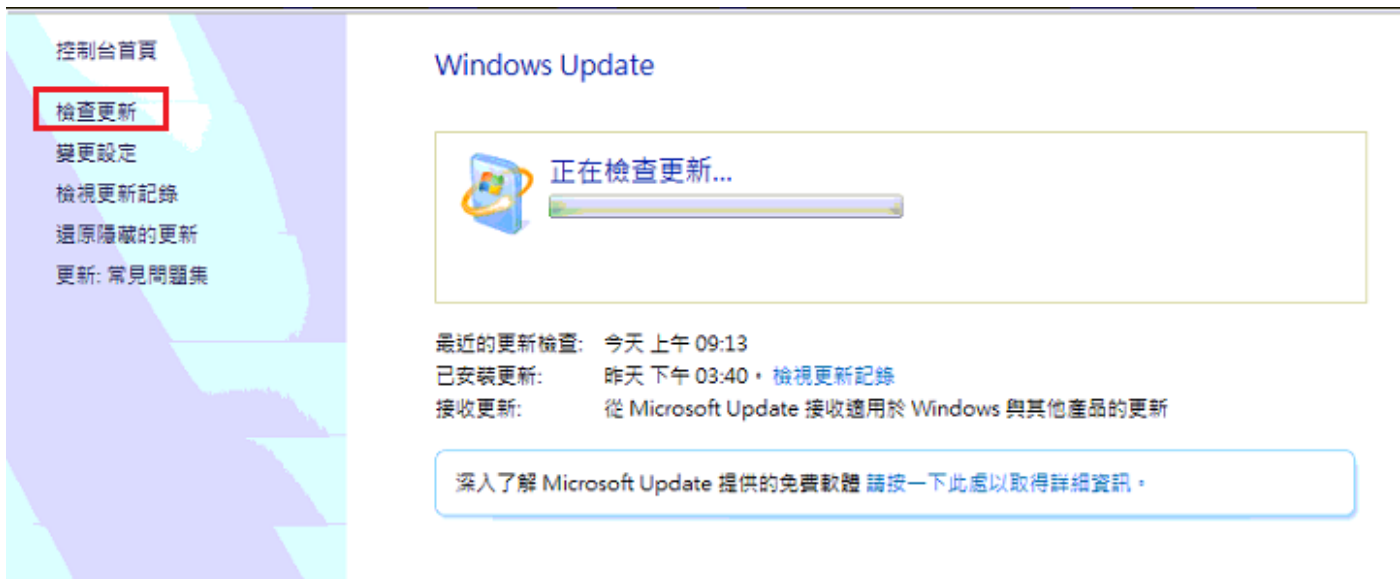 控制台首頁
檢查更新
變更設定
檢視更新記錄
還原隱藏的更新
更新: 常見問題集
Windows Update
正在檢查更新...
最近的更新檢查: 今天 上午 09:13
已安裝更新: 昨天 下午 03:40。檢視更新記錄
接收更新: 從 Microsoft Update 接收適用於 Windows 與其他產品的更新
深入了解 Microsoft Update 提供的免費軟體 請按一下此處以取得詳細資訊。